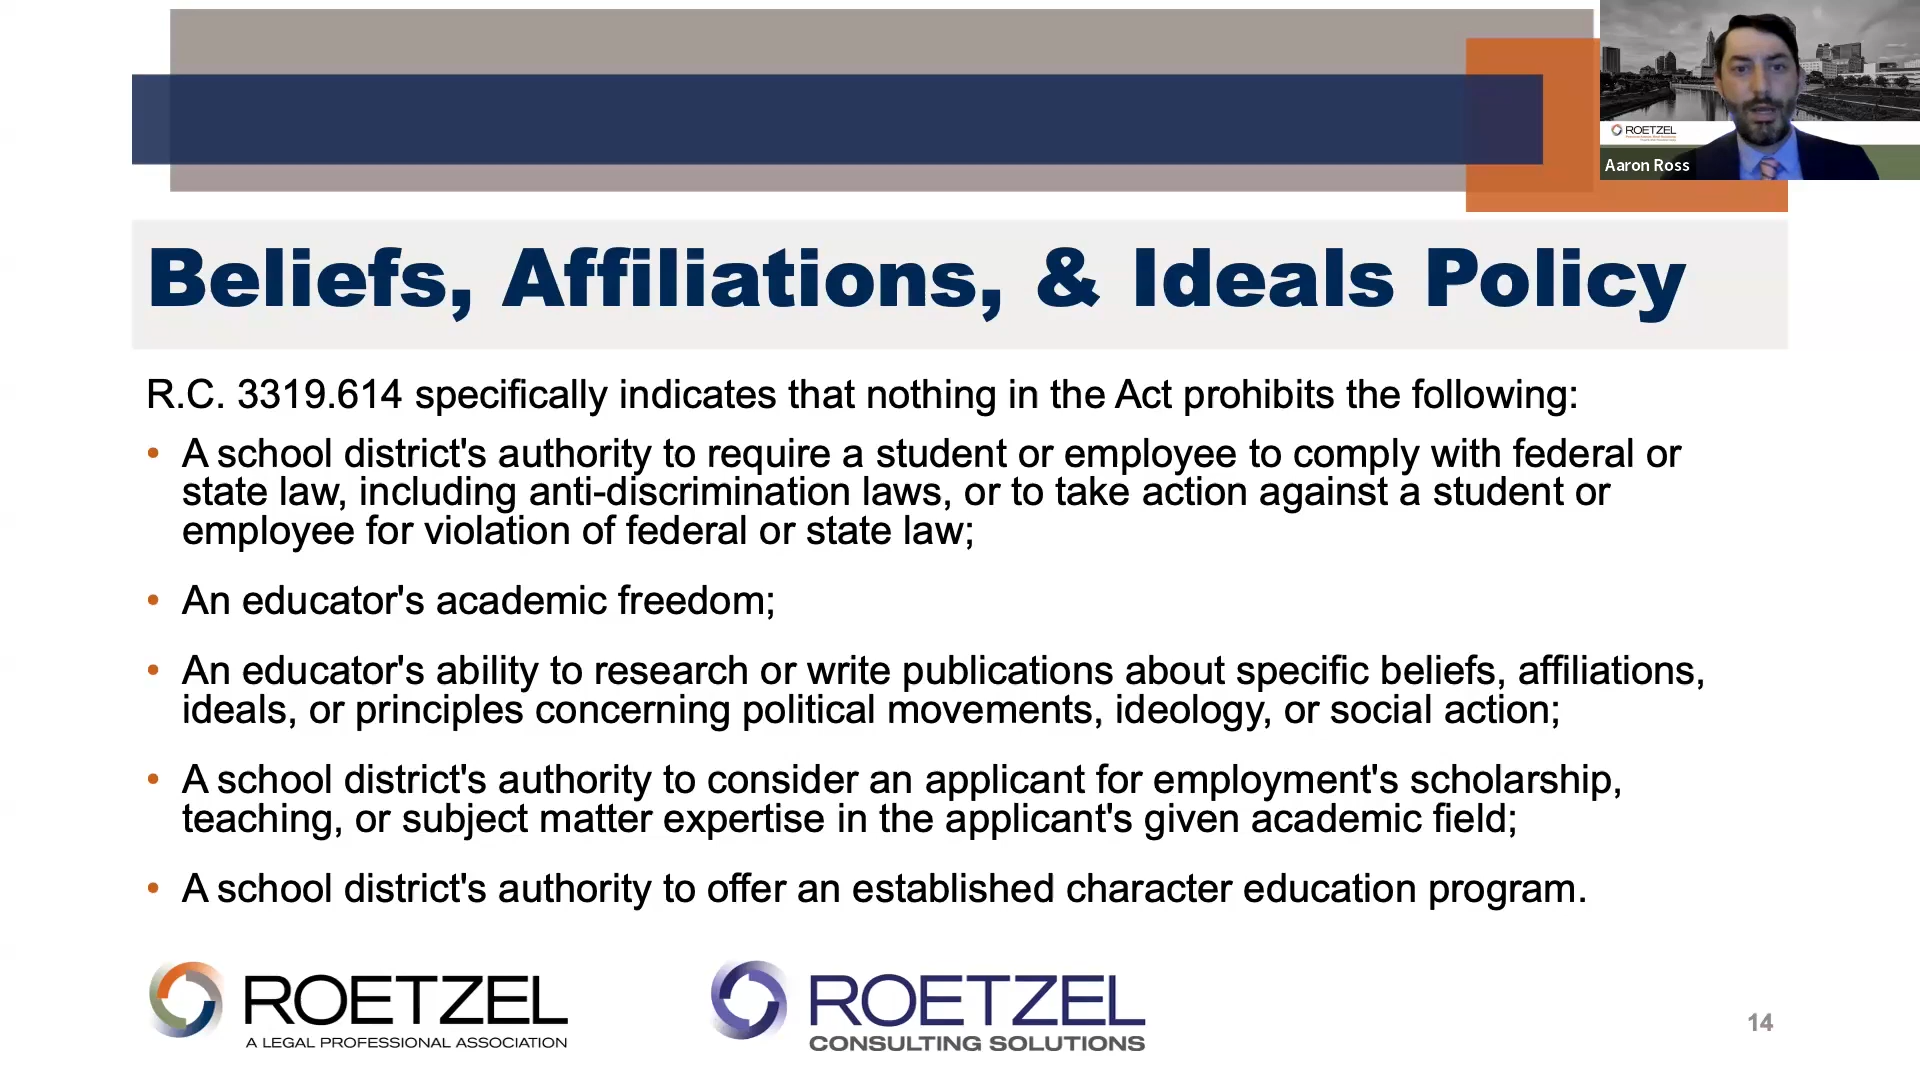 ROETZEL
Aaron Ross
Beliefs, Affiliations, & Ideals Policy
R.C. 3319.614 specifically indicates that nothing in the Act prohibits the following:
• A school district's authority to require a student or employee to comply with federal or
state law, including anti-discrimination laws, or to take action against a student or
employee for violation of federal or state law;
• An educator's academic freedom;
• An educator's ability to research or write publications about specific beliefs, affiliations,
ideals, or principles concerning political movements, ideology, or social action;
• A school district's authority to consider an applicant for employment's scholarship,
teaching, or subject matter expertise in the applicant's given academic field;
• A school district's authority to offer an established character education program.
ROETZEL
A LEGAL PROFESSIONAL ASSOCIATION
ROETZEL
CONSULTING SOLUTIONS
14